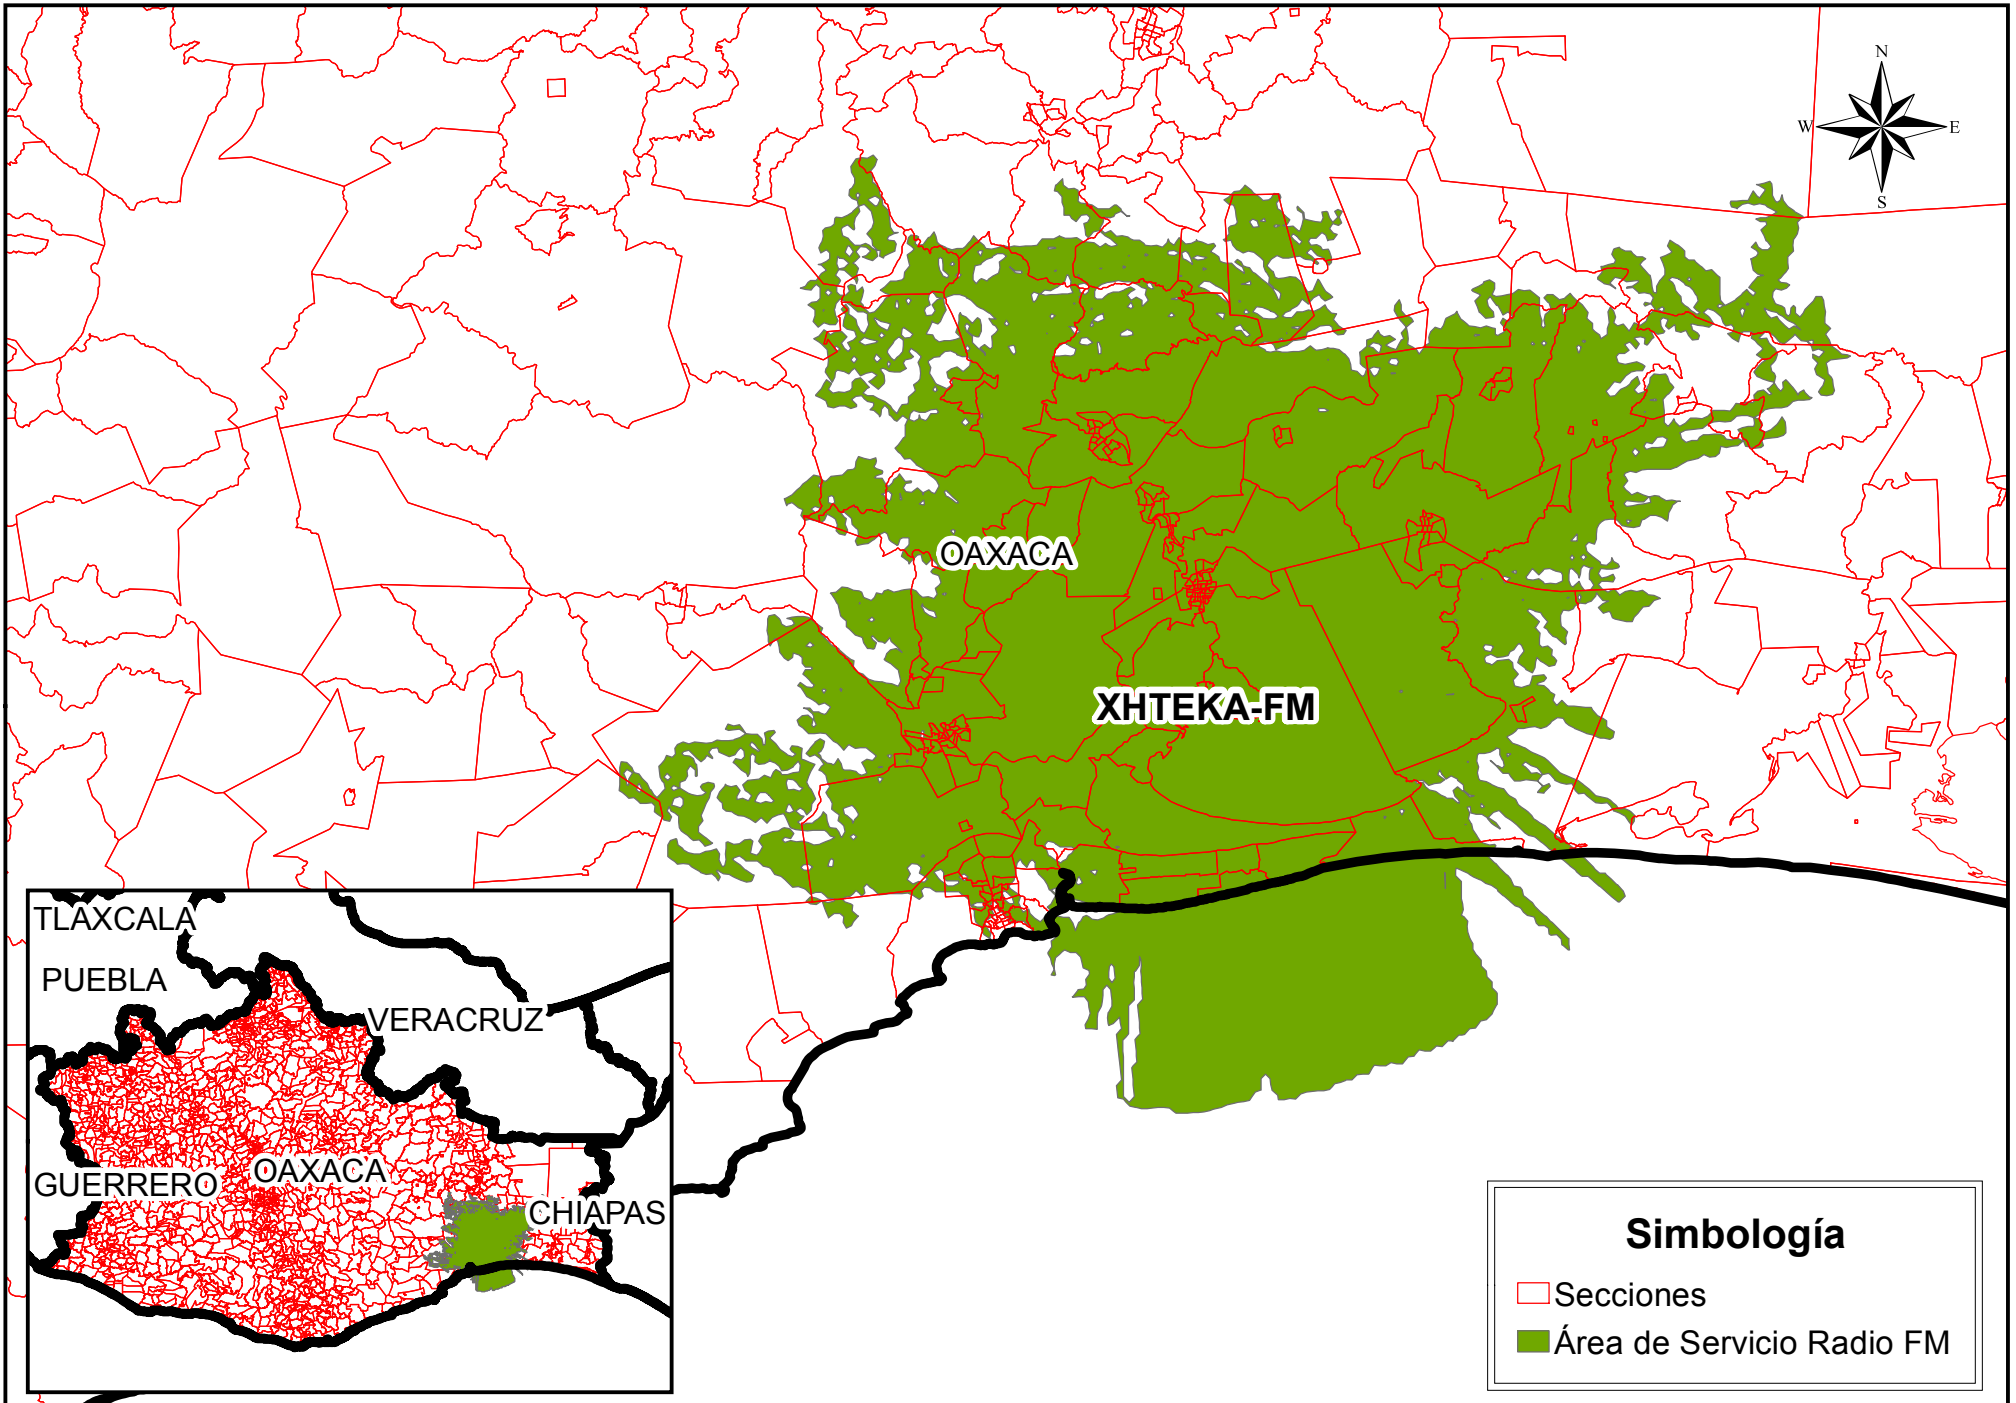 N
W E
S
OAXACA
XHTEKA-FM
TLAXCALA
PUEBLA
VERACRUZ
OAXACA
GUERRERO
CHIAPAS
Simbología
Secciones
Área de Servicio Radio FM